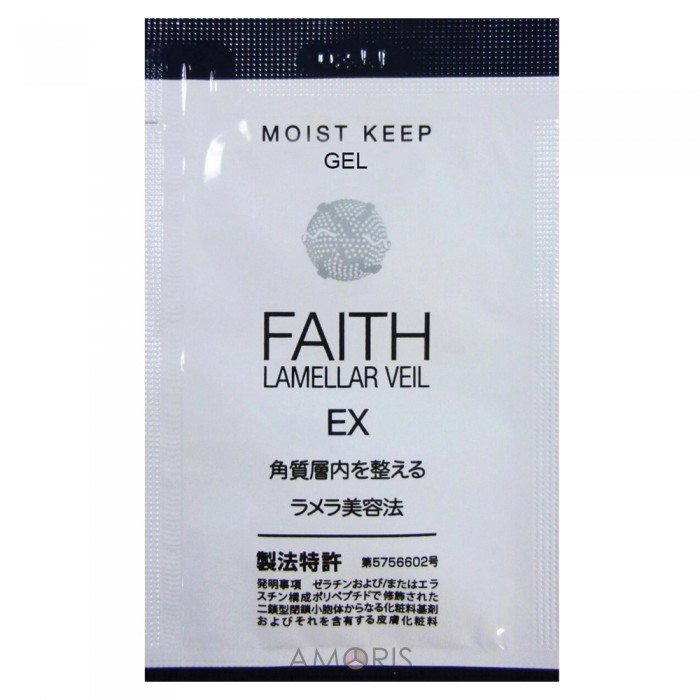 MOIST KEEP
GEL
FAITH
LAMELLAR VEIL
EX
角質層内を整える
ラメラ美容法
製法特許 第5756602号
発明事項 ゼラチンおよび/またはエラ
スチン構成ポリペプチドで修飾された
二鎖型閉鎖小胞体からなる化粧料基剤
およびそれを含有する皮膚化粧料
AMORIS